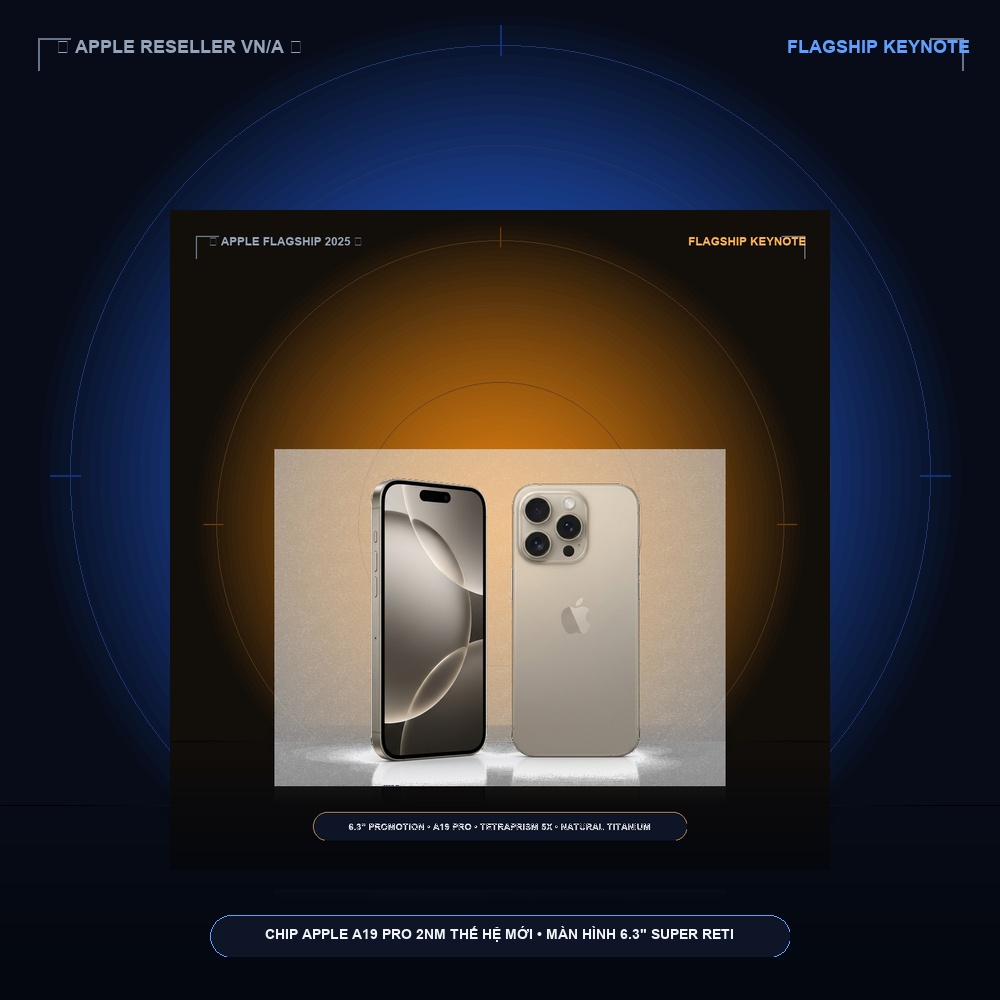 ▯ APPLE RESELLER VN/A ▯
FLAGSHIP KEYNOTE
▯ APPLE FLAGSHIP 2025 ▯
FLAGSHIP KEYNOTE
6.3" PROMOTION • A19 PRO • TETRAPRISM 5X • NATURAL TITANIUM
CHIP APPLE A19 PRO 2NM THẾ HỆ MỚI • MÀN HÌNH 6.3" SUPER RETI